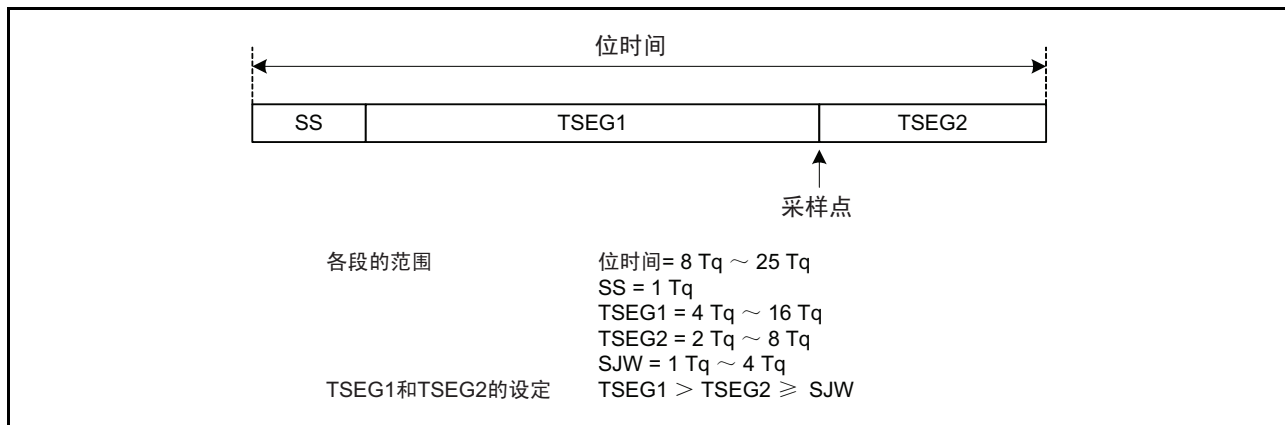 位时间
SS TSEG1 TSEG2
采样点
各段的范围 位时间= 8 Tq ～ 25 Tq
SS = 1 Tq
TSEG1 = 4 Tq ～ 16 Tq
TSEG2 = 2 Tq ～ 8 Tq
SJW = 1 Tq ～ 4 Tq
TSEG1和TSEG2的设定 TSEG1 ＞ TSEG2 ≥ SJW